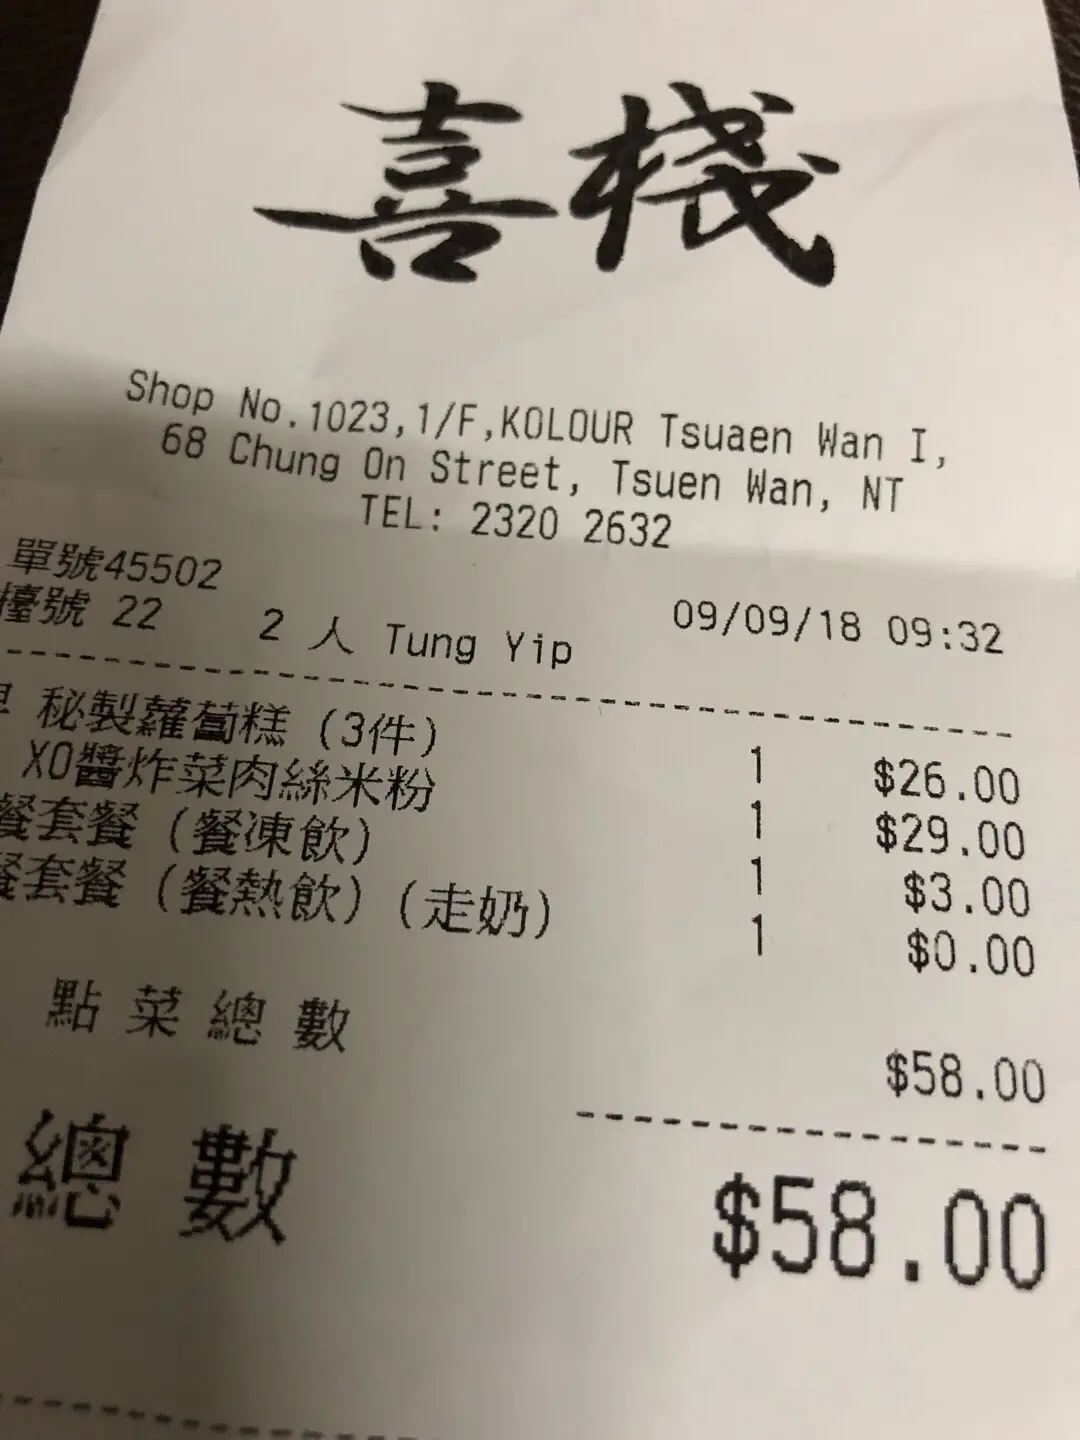 喜棧
Shop No.1023,1/F,KOLOUR Tsuaen Wan I,
68 Chung On Street, Tsuen Wan, NT
TEL: 2320 2632
單號45502
檯號 22 2 人 Tung Yip 09/09/18 09:32
秘製蘿蔔糕 (3件) 1 $26.00
XO醬炸菜肉絲米粉 1 $29.00
餐套餐 (餐凍飲) 1 $3.00
餐套餐 (餐熱飲) (走奶) 1 $0.00
點菜總數 $58.00
總數 $58.00